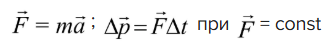 F⃗ = ma⃗ ; Δp⃗ = F⃗Δt при F⃗ = const